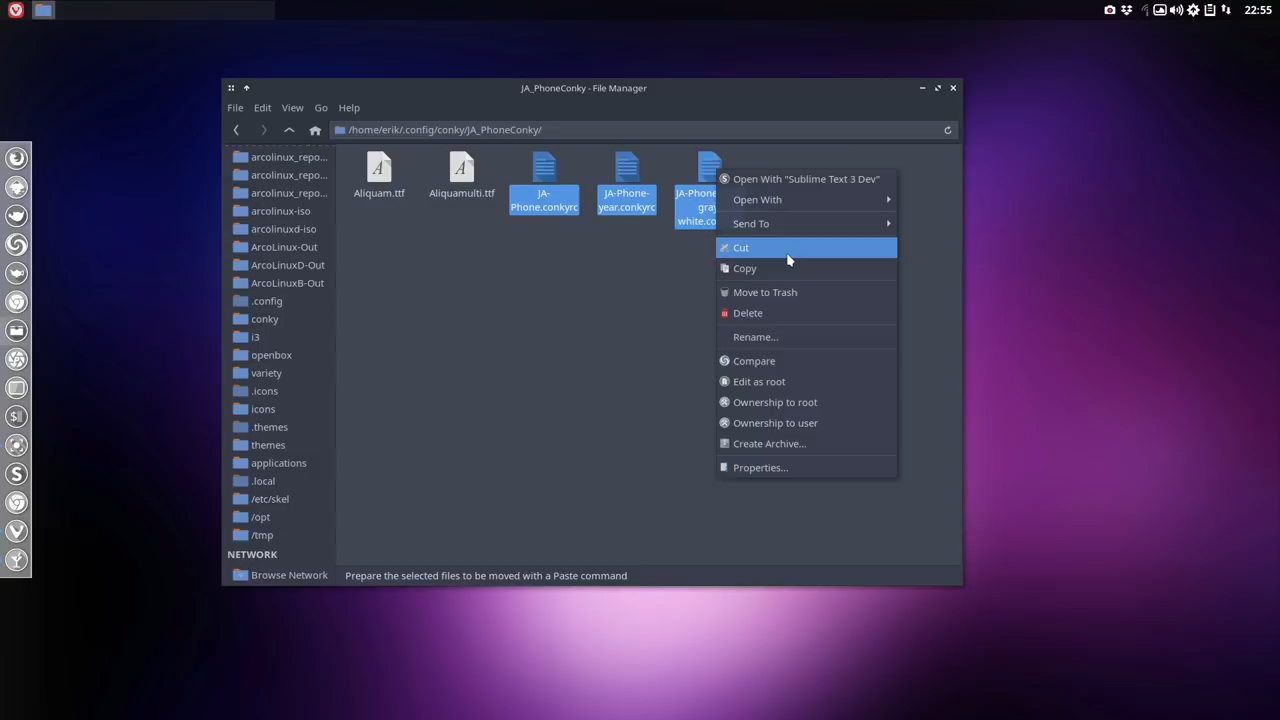 22:55
JA_PhoneConky - File Manager
File Edit View Go Help
/home/erik/.config/conky/JA_PhoneConky/
arcolinux_repo...
arcolinux_repo...
arcolinux_repo...
arcolinux-iso
arcolinuxd-iso
ArcoLinux-Out
ArcoLinuxD-Out
ArcoLinuxB-Out
.config
conky
i3
openbox
variety
.icons
icons
.themes
themes
applications
.local
/etc/skel
/opt
/tmp
NETWORK
Browse Network
Aliquam.ttf
Aliquamulti.ttf
JA-
Phone.conkyrc
JA-Phone-
year.conkyrc
JA-Phone
gray
white.co
Open With "Sublime Text 3 Dev"
Open With
Send To
Cut
Copy
Move to Trash
Delete
Rename...
Compare
Edit as root
Ownership to root
Ownership to user
Create Archive...
Properties...
Prepare the selected files to be moved with a Paste command